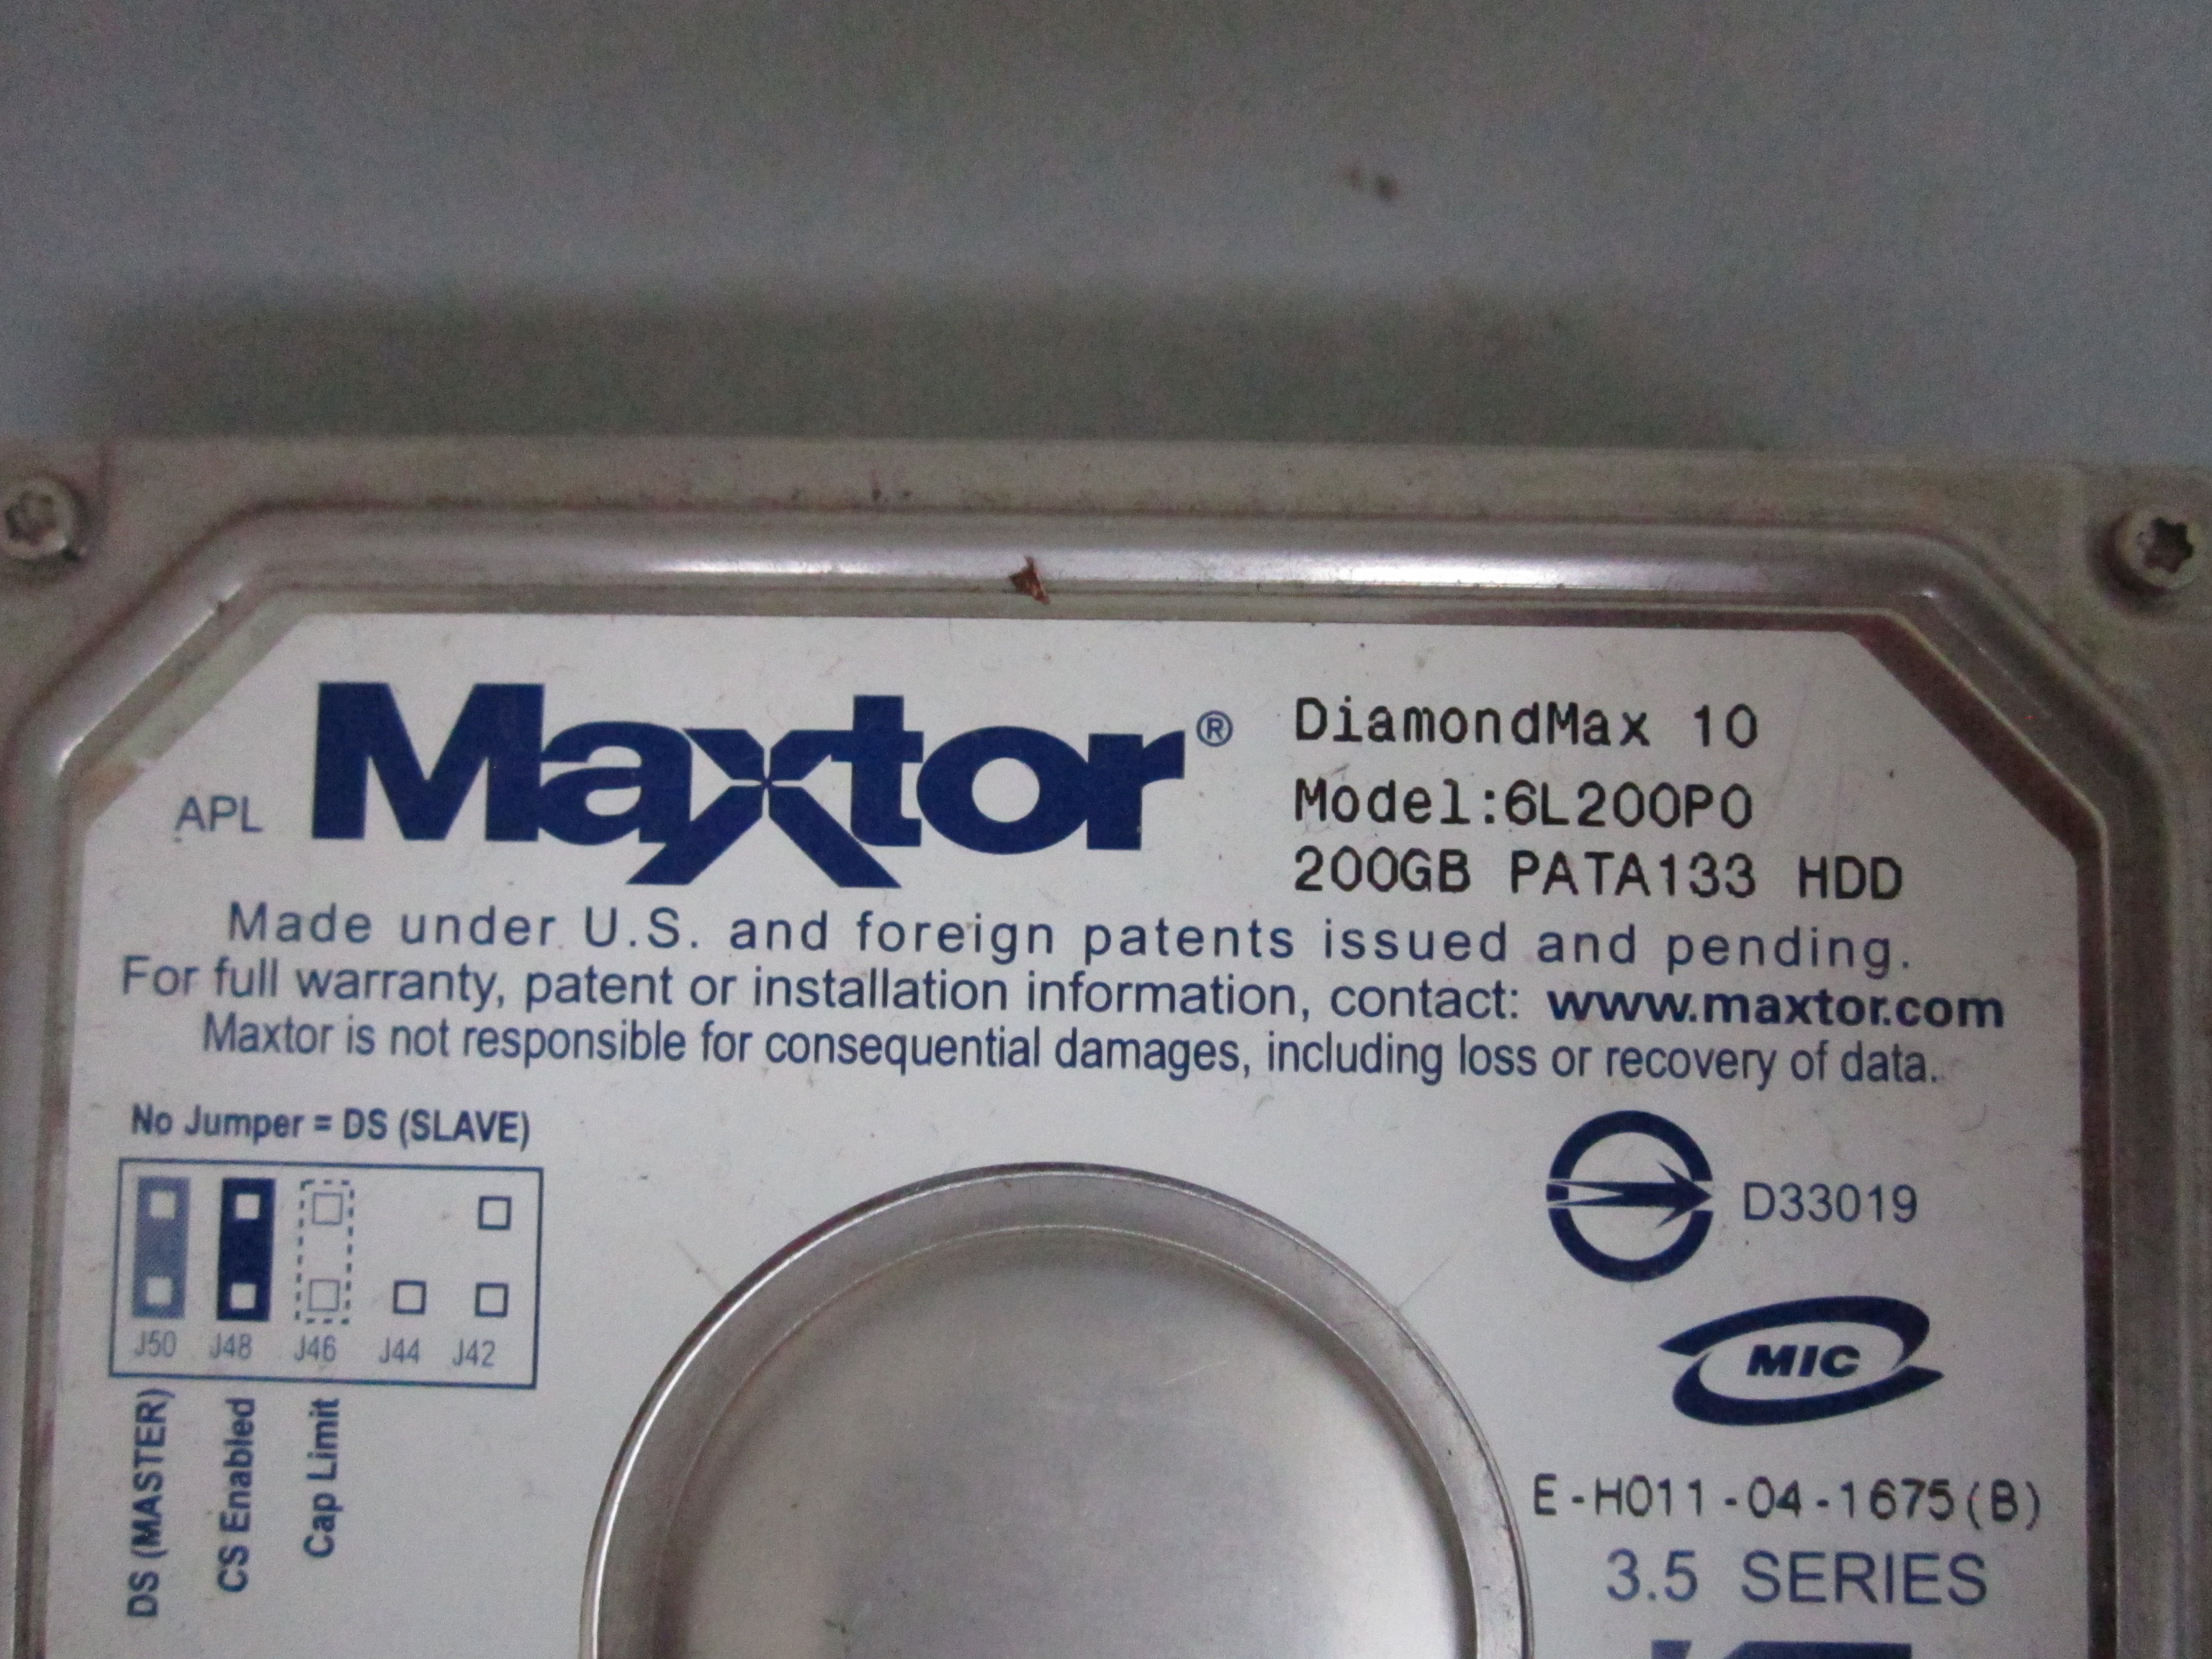 APL Maxtor®
DiamondMax 10
Model:6L200P0
200GB PATA133 HDD
Made under U.S. and foreign patents issued and pending.
For full warranty, patent or installation information, contact: www.maxtor.com
Maxtor is not responsible for consequential damages, including loss or recovery of data.
No Jumper = DS (SLAVE)
J50 J48 J46 J44 J42
DS (MASTER)
CS Enabled
Cap Limit
D33019
MIC
E-H011-04-1675(B)
3.5 SERIES